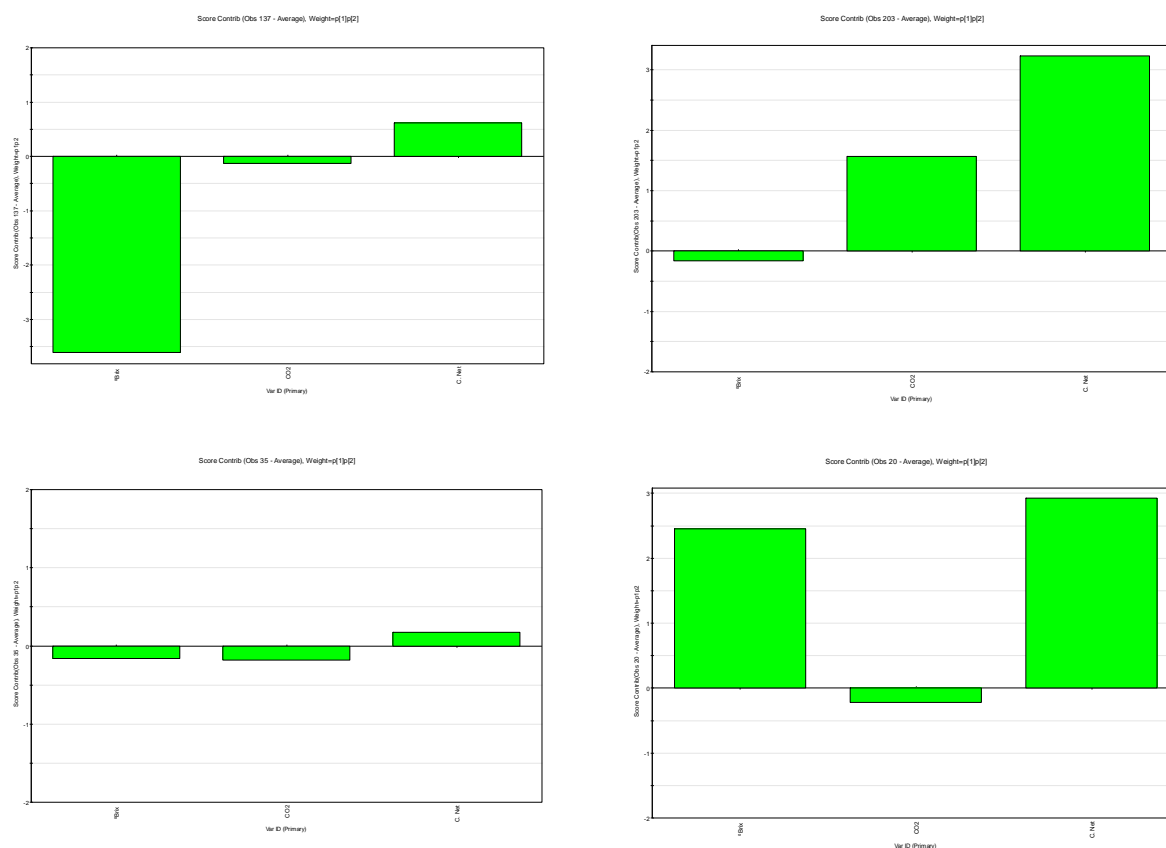 Score Contrib (Obs 137 - Average), Weight=p[1]p[2]
Score Contrib(Obs 137 - Average), Weight=p1p2
2
1
0
-1
-2
-3
ºBrix
CO2
C. Net
Var ID (Primary)
Score Contrib (Obs 203 - Average), Weight=p[1]p[2]
Score Contrib(Obs 203 - Average), Weight=p1p2
3
2
1
0
-1
-2
ºBrix
CO2
C. Net
Var ID (Primary)
Score Contrib (Obs 35 - Average), Weight=p[1]p[2]
Score Contrib(Obs 35 - Average), Weight=p1p2
2
1
0
-1
-2
ºBrix
CO2
C. Net
Var ID (Primary)
Score Contrib (Obs 20 - Average), Weight=p[1]p[2]
Score Contrib(Obs 20 - Average), Weight=p1p2
3
2
1
0
-1
-2
ºBrix
CO2
C. Net
Var ID (Primary)